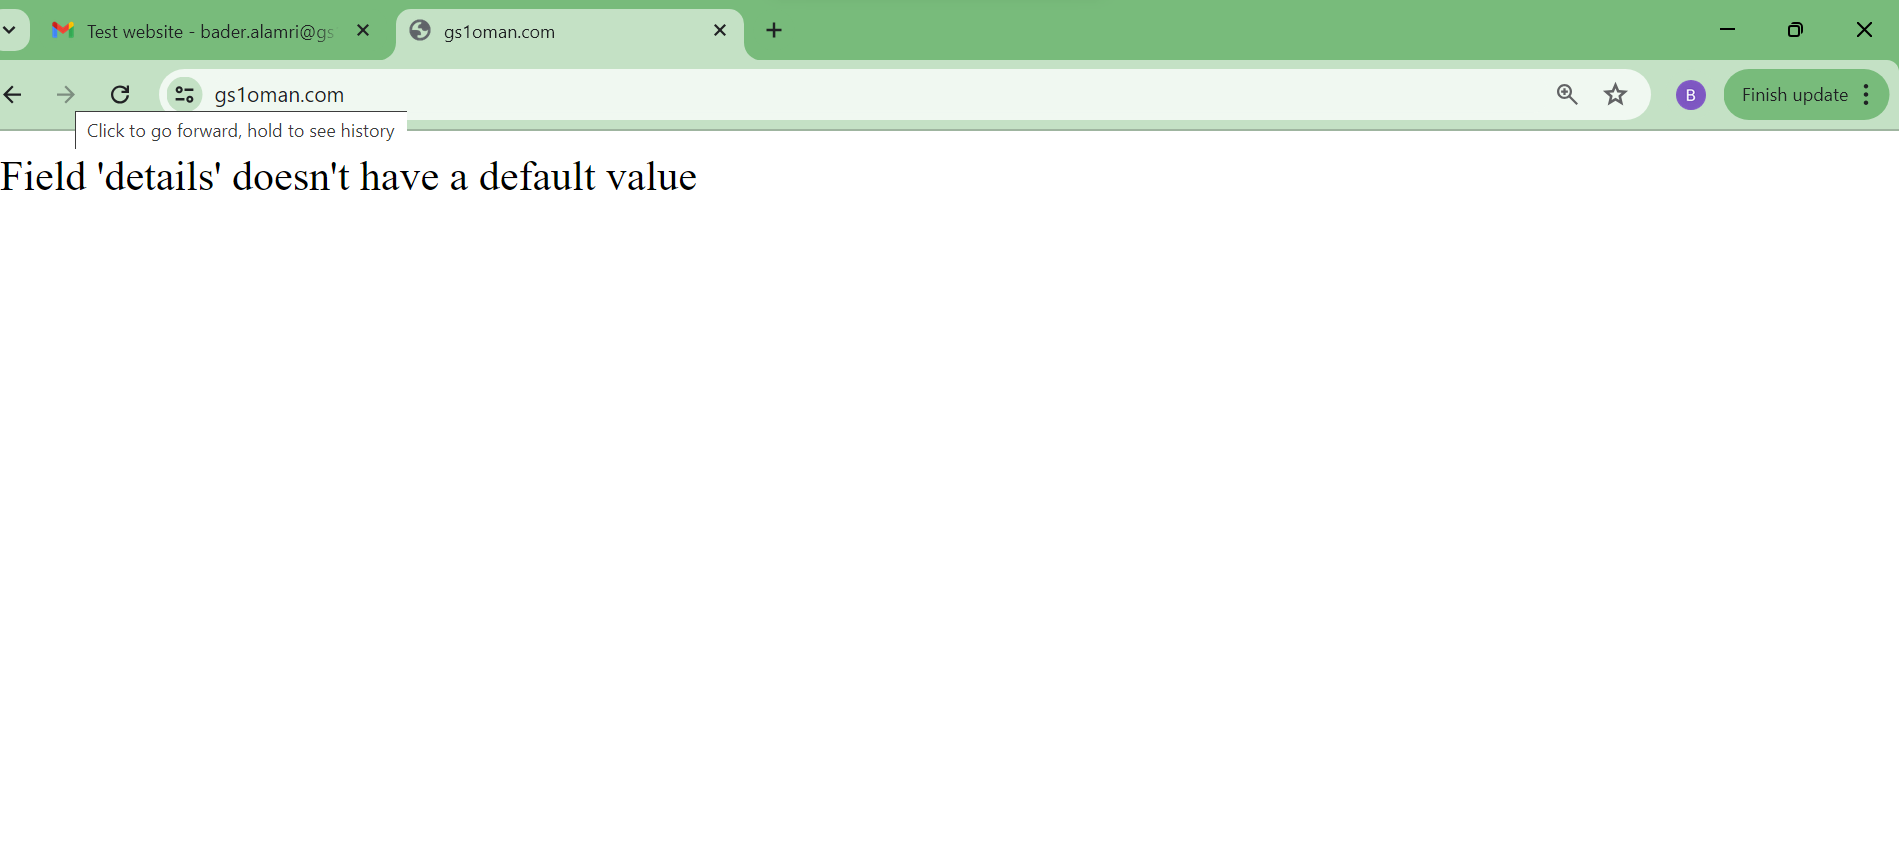 Test website - bader.alamri@gs
gs1oman.com
gs1oman.com
B
Finish update
Click to go forward, hold to see history
Field 'details' doesn't have a default value